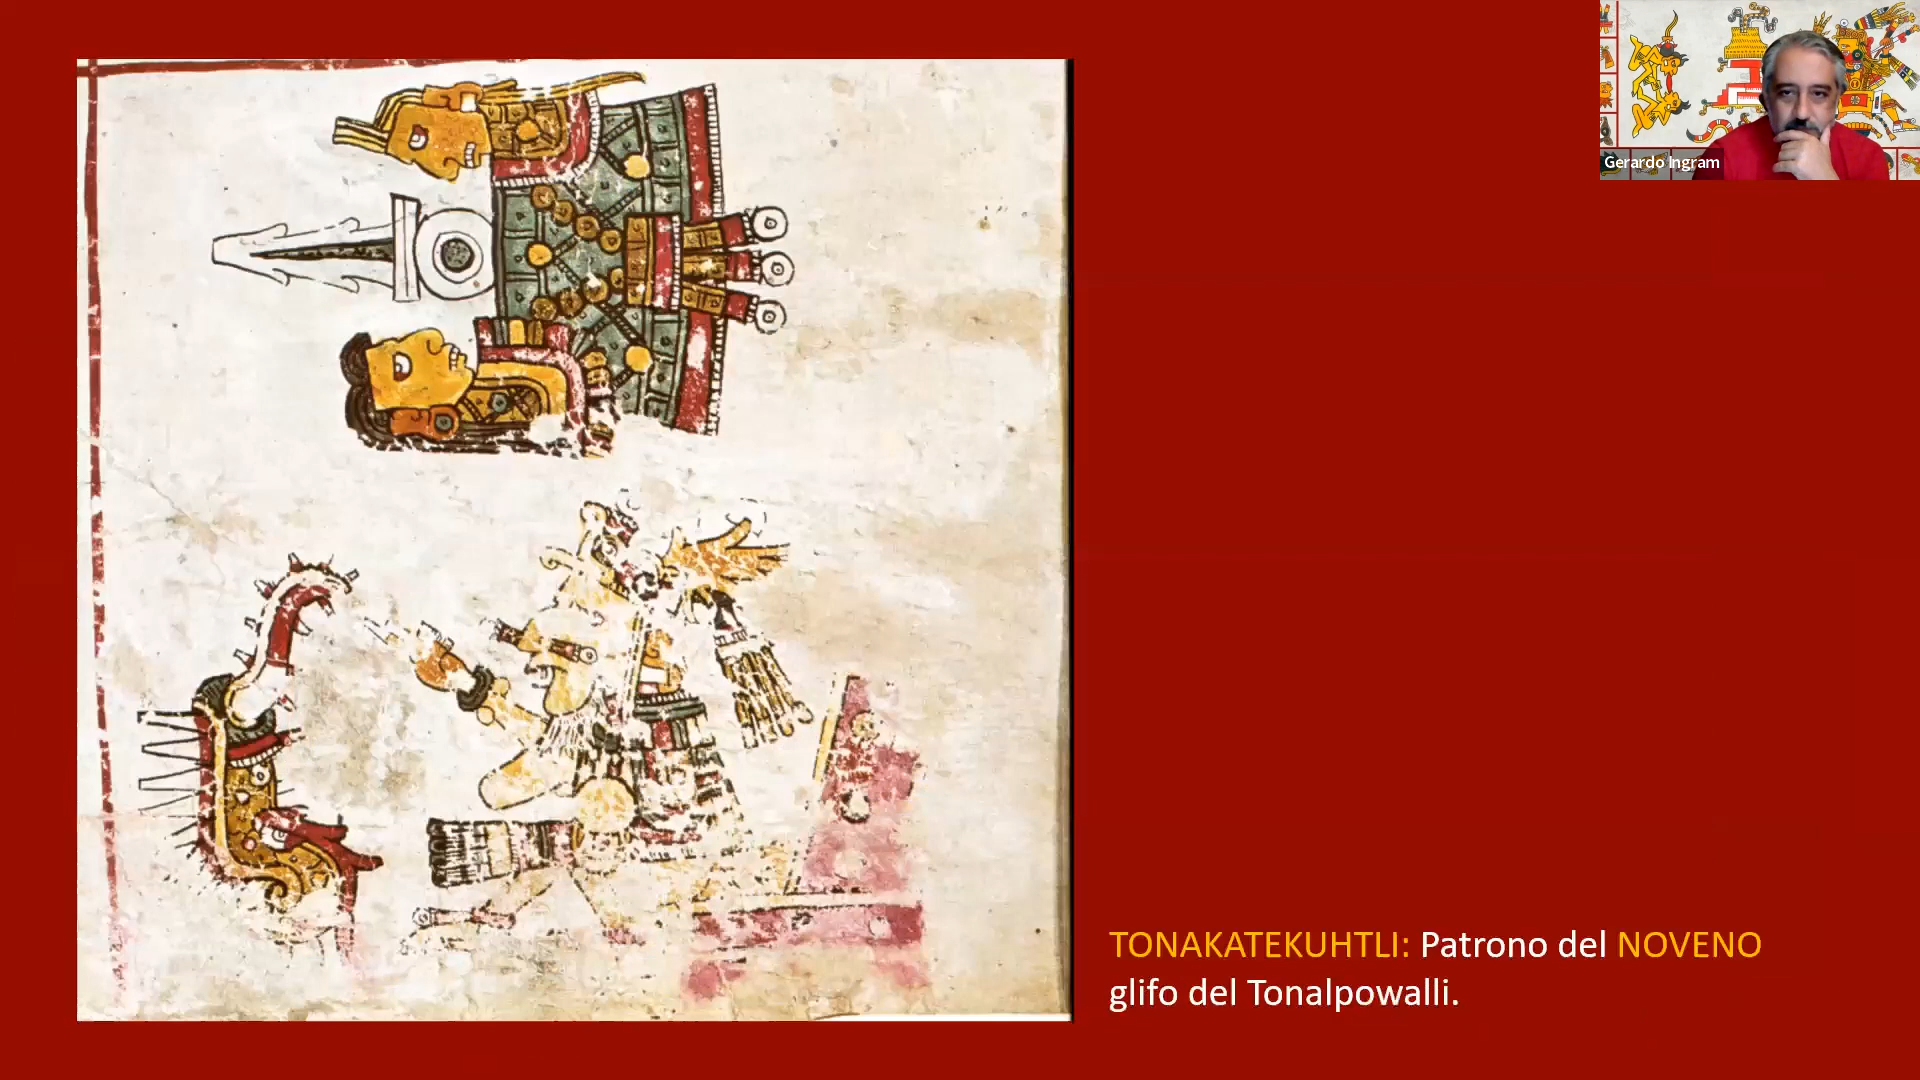 Gerardo Ingram
TONAKATEKUHTLI: Patrono del NOVENO
glifo del Tonalpowalli.